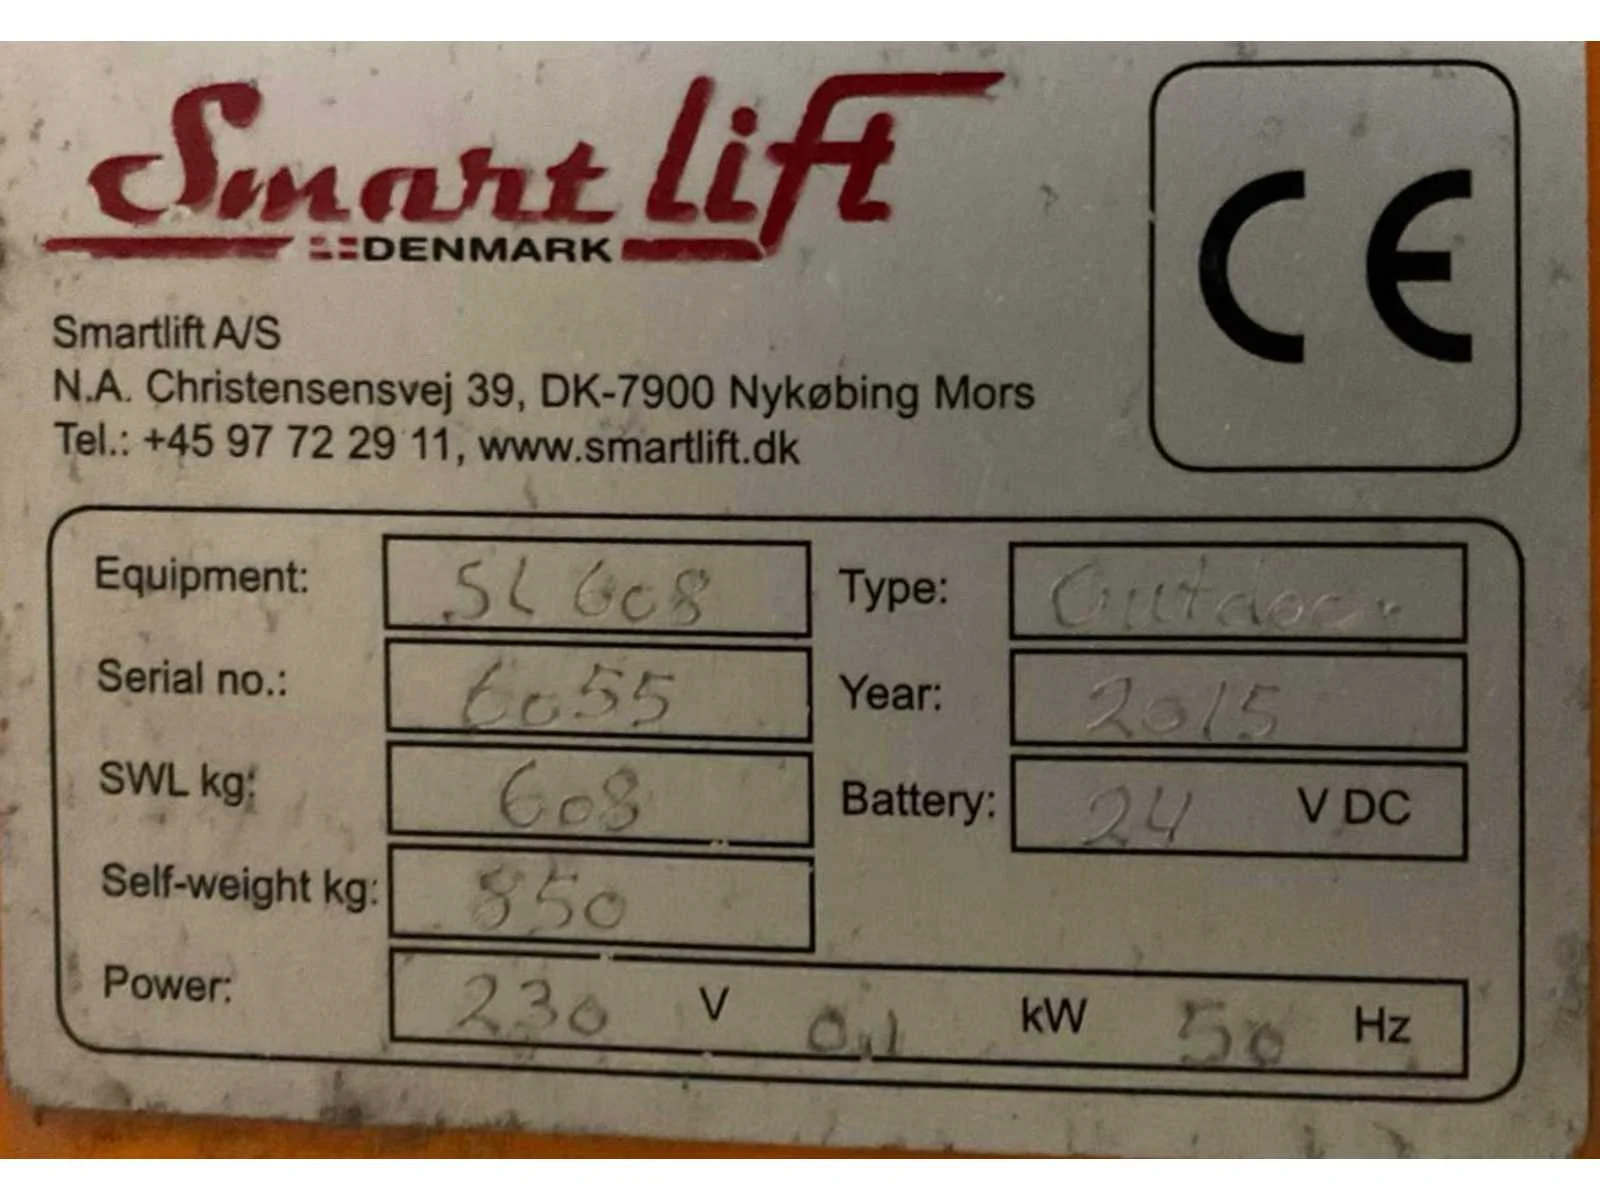 Smart lift
DENMARK
CE
Smartlift A/S
N.A. Christensensvej 39, DK-7900 Nykøbing Mors
Tel.: +45 97 72 29 11, www.smartlift.dk
Equipment: SL 608 Type: Outdoor
Serial no.: 6055 Year: 2015
SWL kg: 608 Battery: 24 V DC
Self-weight kg: 850
Power: 230 V 0,1 kW 50 Hz